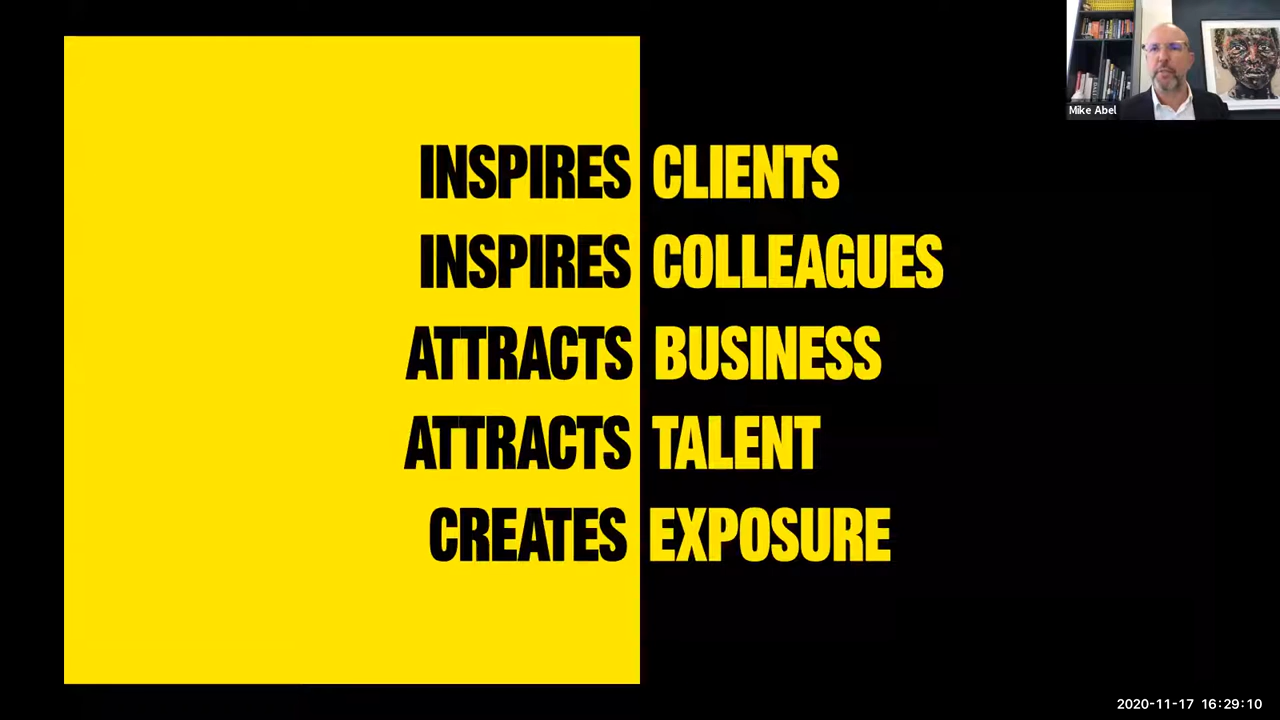 Mike Abel
INSPIRES CLIENTS
INSPIRES COLLEAGUES
ATTRACTS BUSINESS
ATTRACTS TALENT
CREATES EXPOSURE
2020-11-17 16:29:10